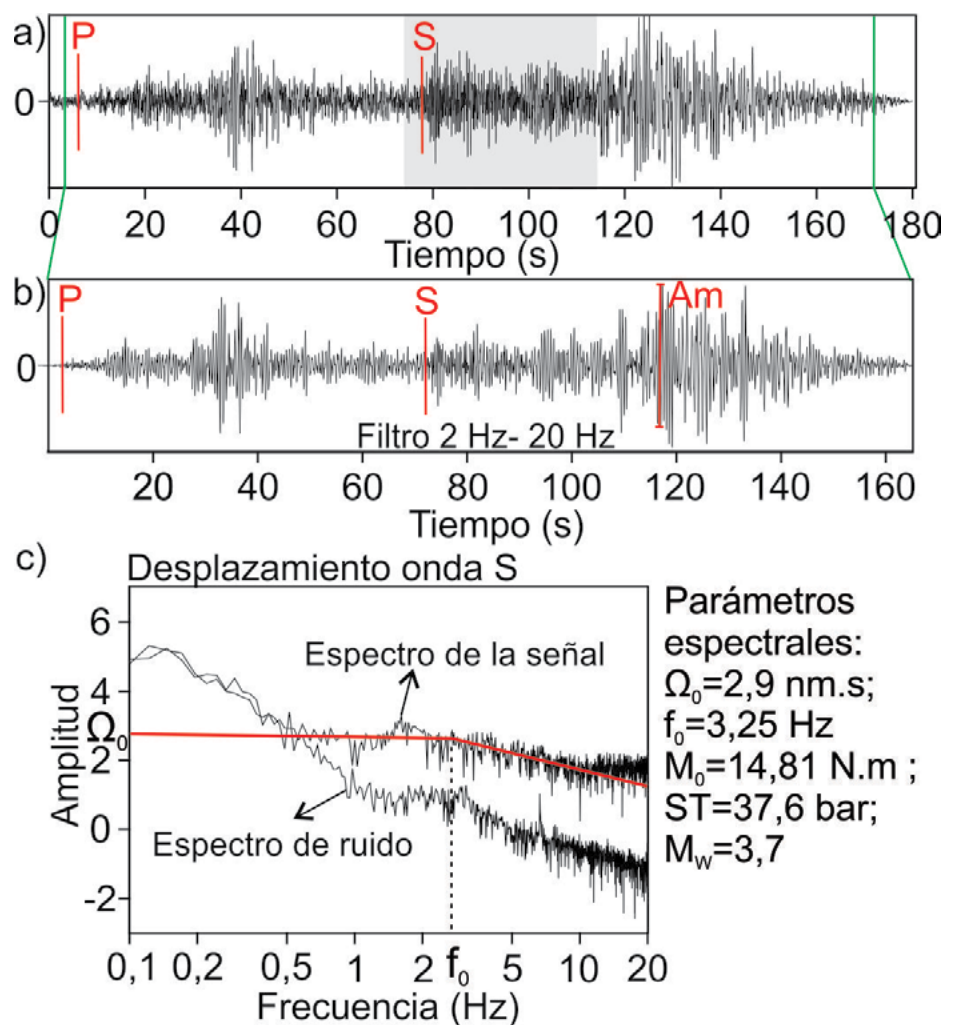 a)
P
S
0
0 20 40 60 80 100 120 140 160 180
Tiempo (s)
b)
P
S
Am
0
Filtro 2 Hz- 20 Hz
20 40 60 80 100 120 140 160
Tiempo (s)
c)
Desplazamiento onda S
Amplitud
6
4
Ω₀
2
0
-2
Espectro de la señal
Espectro de ruido
0,1 0,2 0,5 1 2 f₀ 5 10 20
Frecuencia (Hz)
Parámetros
espectrales:
Ω₀=2,9 nm.s;
f₀=3,25 Hz
M₀=14,81 N.m ;
ST=37,6 bar;
M_W=3,7